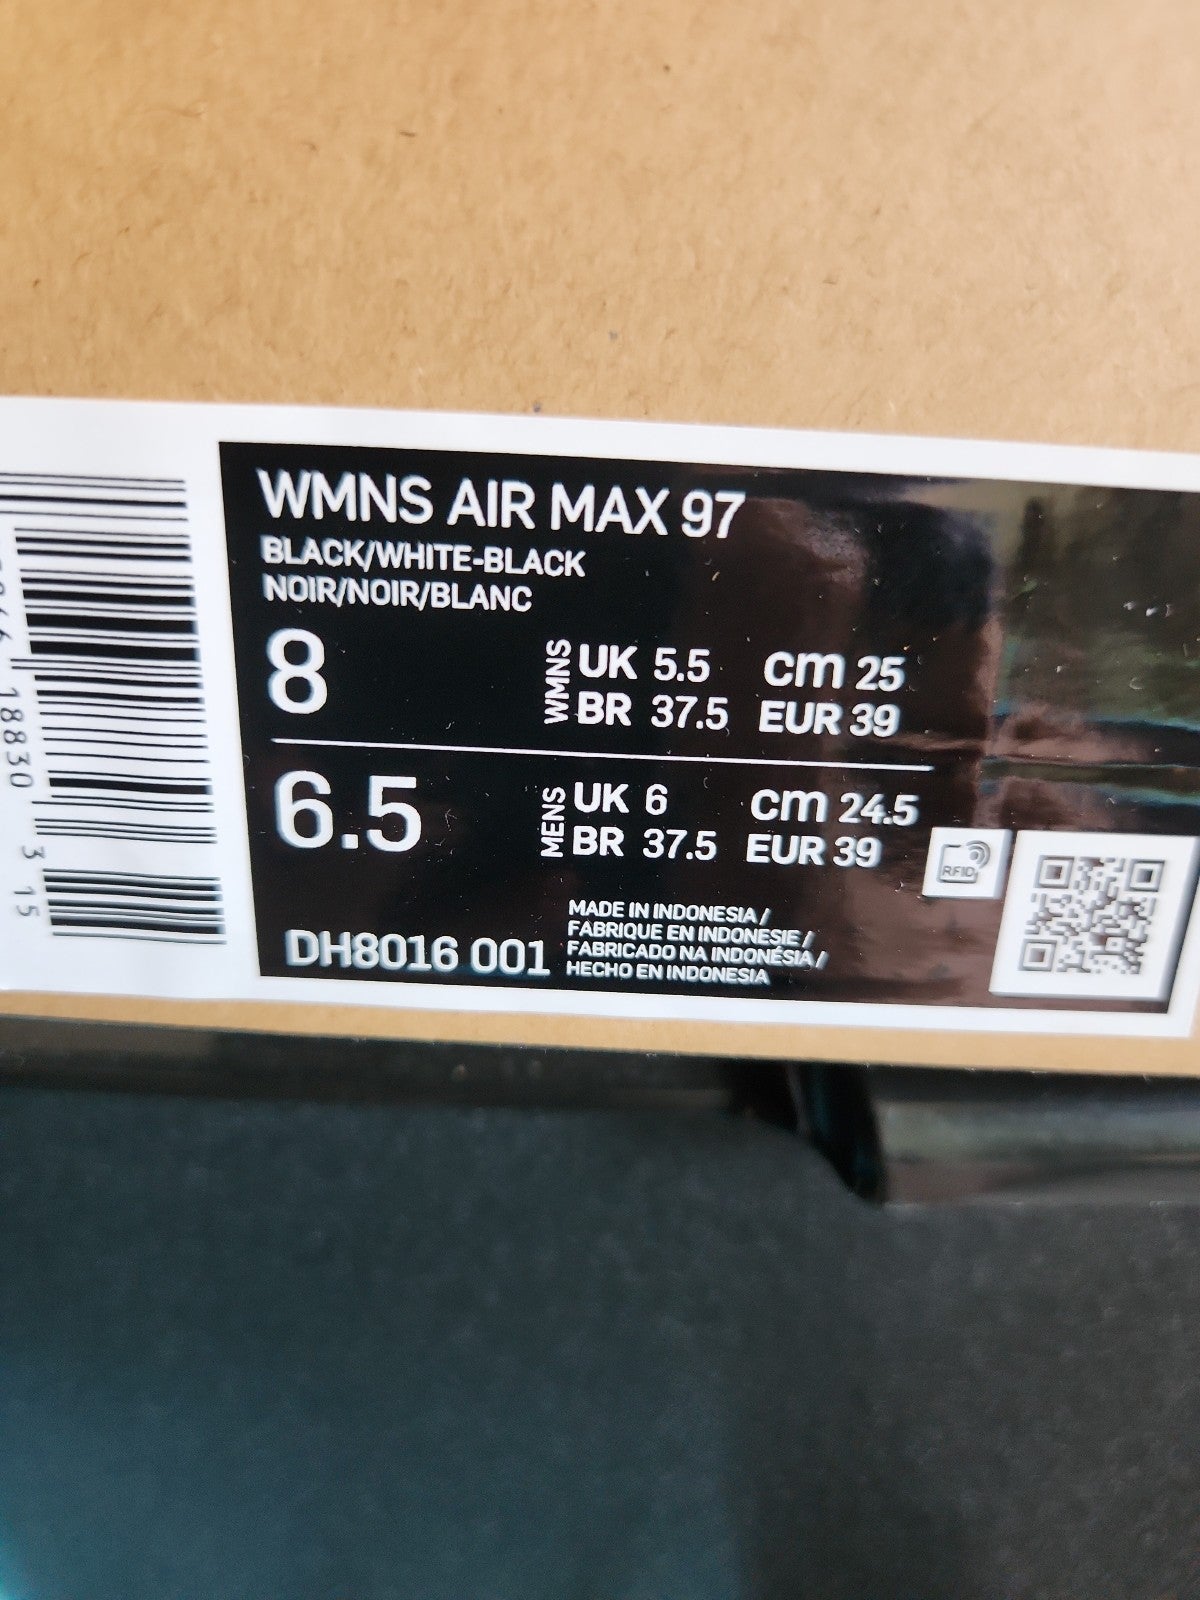 WMNS AIR MAX 97
BLACK/WHITE-BLACK
NOIR/NOIR/BLANC
8
WMNS
UK 5.5 cm 25
BR 37.5 EUR 39
6.5
MENS
UK 6 cm 24.5
BR 37.5 EUR 39
RFID
DH8016 001
MADE IN INDONESIA /
FABRIQUE EN INDONESIE /
FABRICADO NA INDONÉSIA /
HECHO EN INDONESIA
18830 3 15